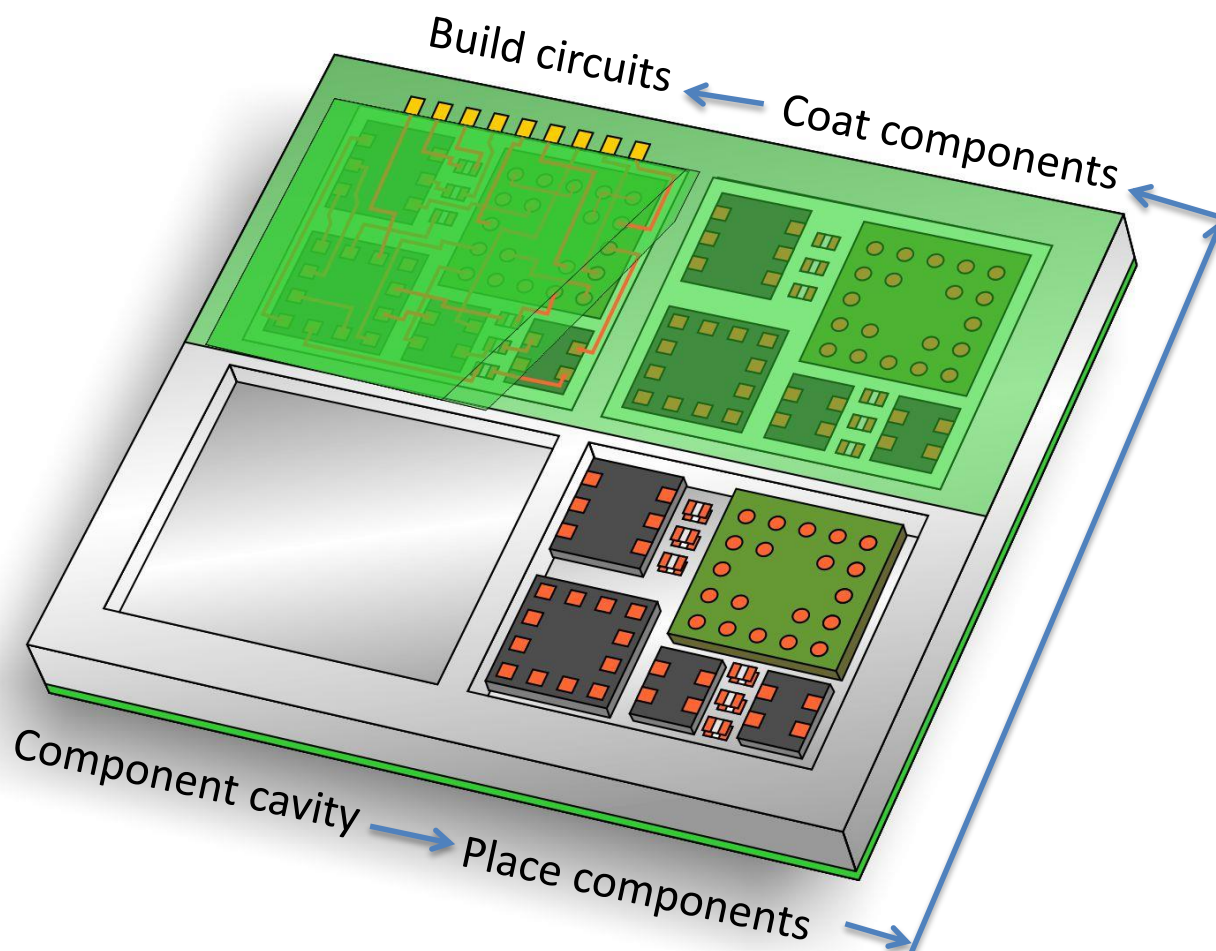 Build circuits
Coat components
Component cavity
Place components